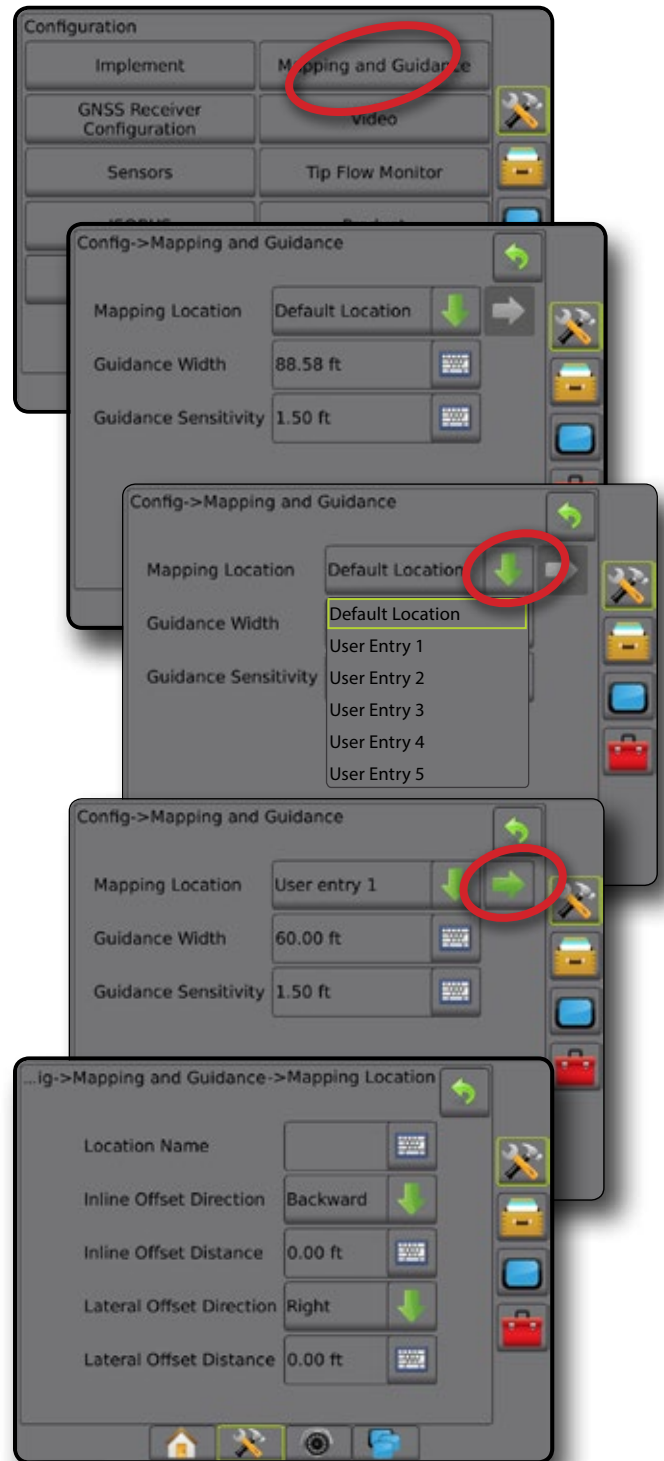 Configuration
Implement
Mapping and Guidance
GNSS Receiver
Configuration
Video
Sensors
Tip Flow Monitor
Config->Mapping and Guidance
Mapping Location
Default Location
Guidance Width
88.58 ft
Guidance Sensitivity
1.50 ft
Config->Mapping and Guidance
Mapping Location
Default Location
Guidance Width
Guidance Sensitivity
Default Location
User Entry 1
User Entry 2
User Entry 3
User Entry 4
User Entry 5
Config->Mapping and Guidance
Mapping Location
User entry 1
Guidance Width
60.00 ft
Guidance Sensitivity
1.50 ft
...ig->Mapping and Guidance->Mapping Location
Location Name
Inline Offset Direction
Backward
Inline Offset Distance
0.00 ft
Lateral Offset Direction
Right
Lateral Offset Distance
0.00 ft